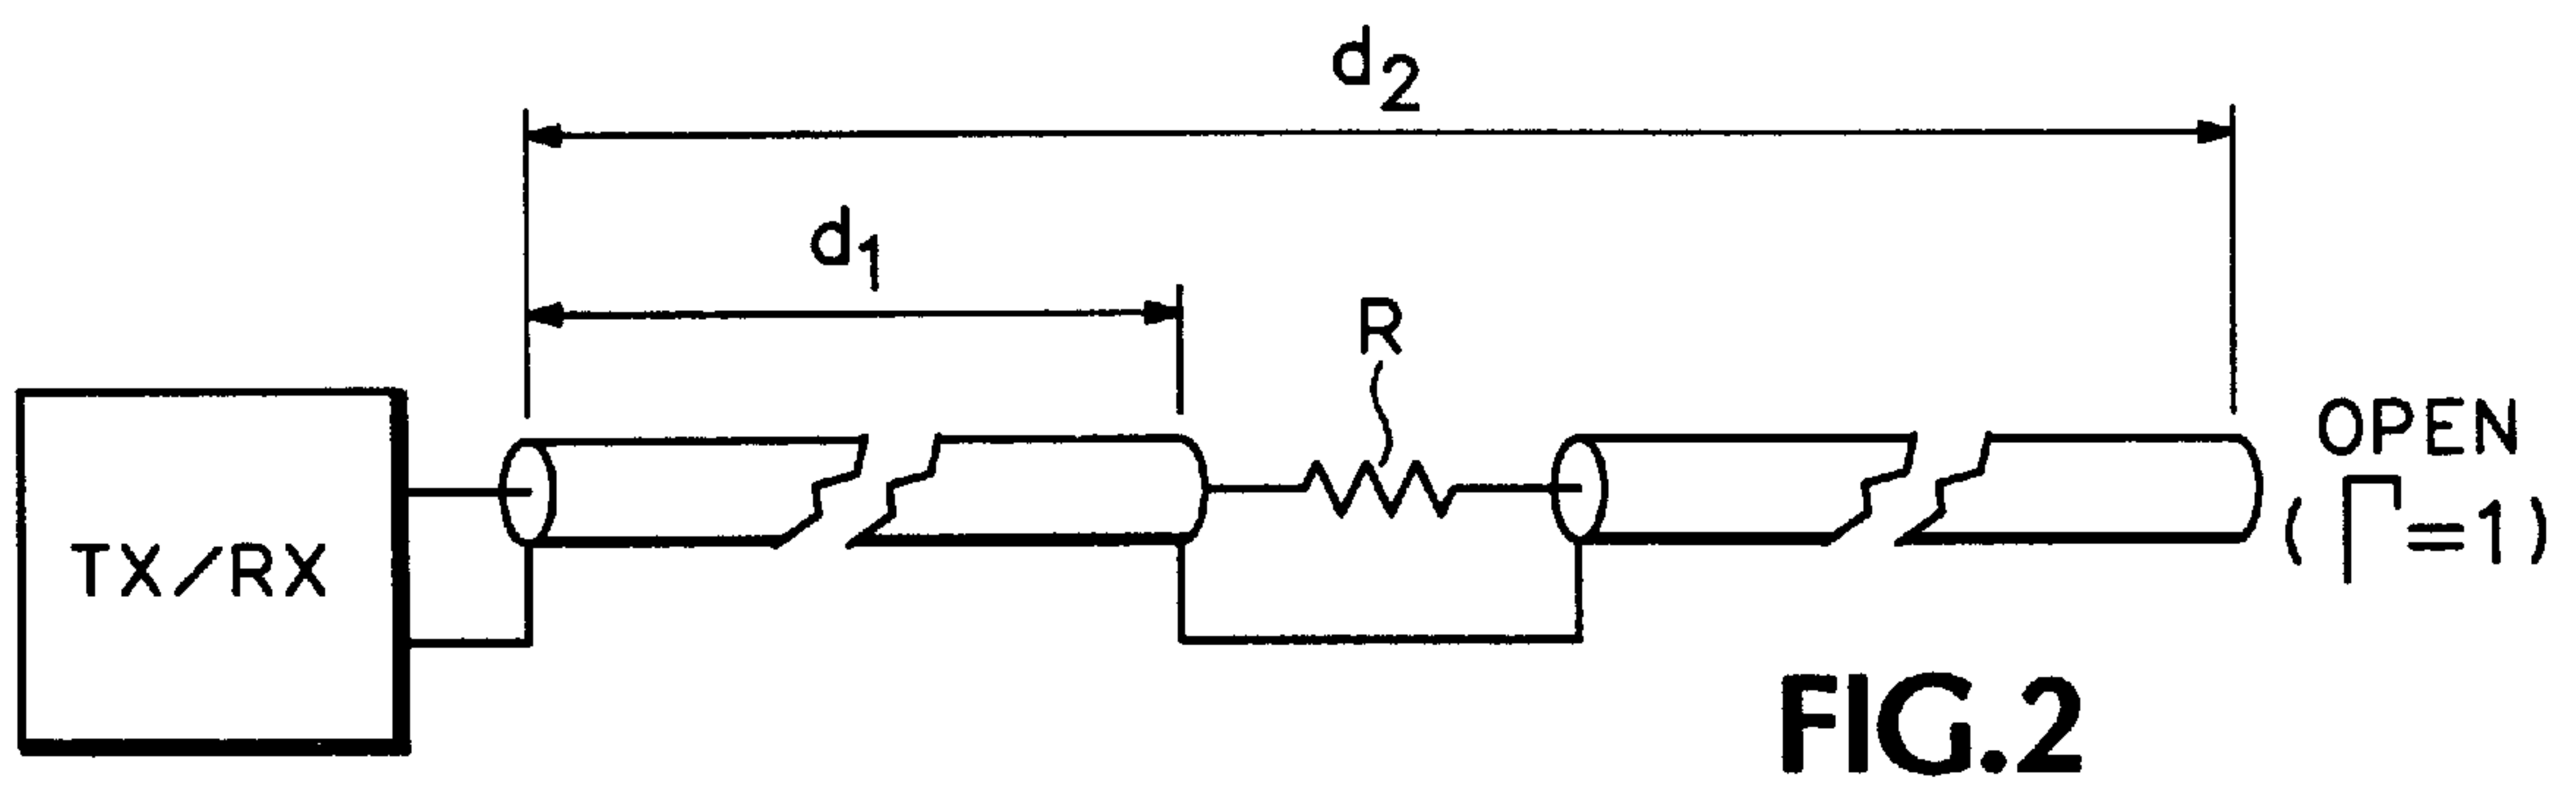 d2
d1
R
TX/RX
OPEN
(Γ=1)
FIG.2